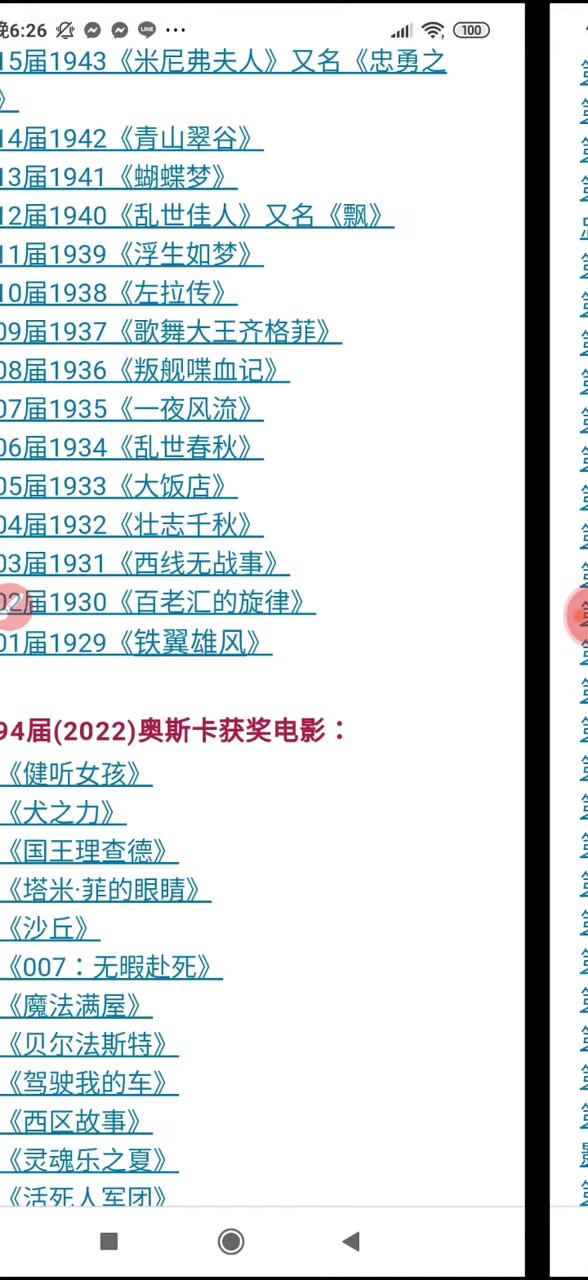 晚6:26 100
15届1943《米尼弗夫人》又名《忠勇之
》
14届1942《青山翠谷》
13届1941《蝴蝶梦》
12届1940《乱世佳人》又名《飘》
11届1939《浮生如梦》
10届1938《左拉传》
09届1937《歌舞大王齐格菲》
08届1936《叛舰喋血记》
07届1935《一夜风流》
06届1934《乱世春秋》
05届1933《大饭店》
04届1932《壮志千秋》
03届1931《西线无战事》
02届1930《百老汇的旋律》
01届1929《铁翼雄风》
94届(2022)奥斯卡获奖电影：
《健听女孩》
《犬之力》
《国王理查德》
《塔米·菲的眼睛》
《沙丘》
《007：无暇赴死》
《魔法满屋》
《贝尔法斯特》
《驾驶我的车》
《西区故事》
《灵魂乐之夏》
《活死人军团》